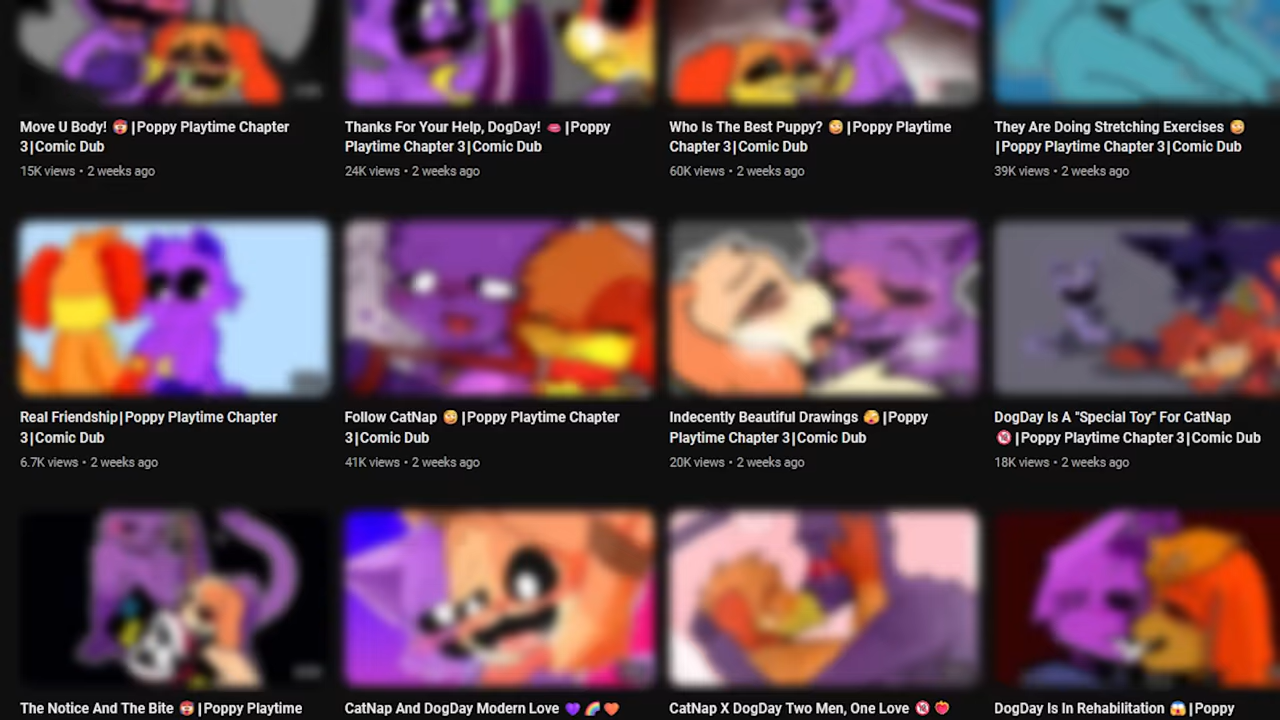 Move U Body! 😳|Poppy Playtime Chapter
3|Comic Dub
15K views • 2 weeks ago
Thanks For Your Help, DogDay! 👄|Poppy
Playtime Chapter 3|Comic Dub
24K views • 2 weeks ago
Who Is The Best Puppy? 😳|Poppy Playtime
Chapter 3|Comic Dub
60K views • 2 weeks ago
They Are Doing Stretching Exercises 😳
|Poppy Playtime Chapter 3|Comic Dub
39K views • 2 weeks ago
Real Friendship|Poppy Playtime Chapter
3|Comic Dub
6.7K views • 2 weeks ago
Follow CatNap 😳|Poppy Playtime Chapter
3|Comic Dub
41K views • 2 weeks ago
Indecently Beautiful Drawings 🥵|Poppy
Playtime Chapter 3|Comic Dub
20K views • 2 weeks ago
DogDay Is A "Special Toy" For CatNap
🔞|Poppy Playtime Chapter 3|Comic Dub
18K views • 2 weeks ago
The Notice And The Bite 😳|Poppy Playtime
CatNap And DogDay Modern Love 💜🌈🧡
CatNap X DogDay Two Men, One Love 🔞❤️
DogDay Is In Rehabilitation 😱|Poppy